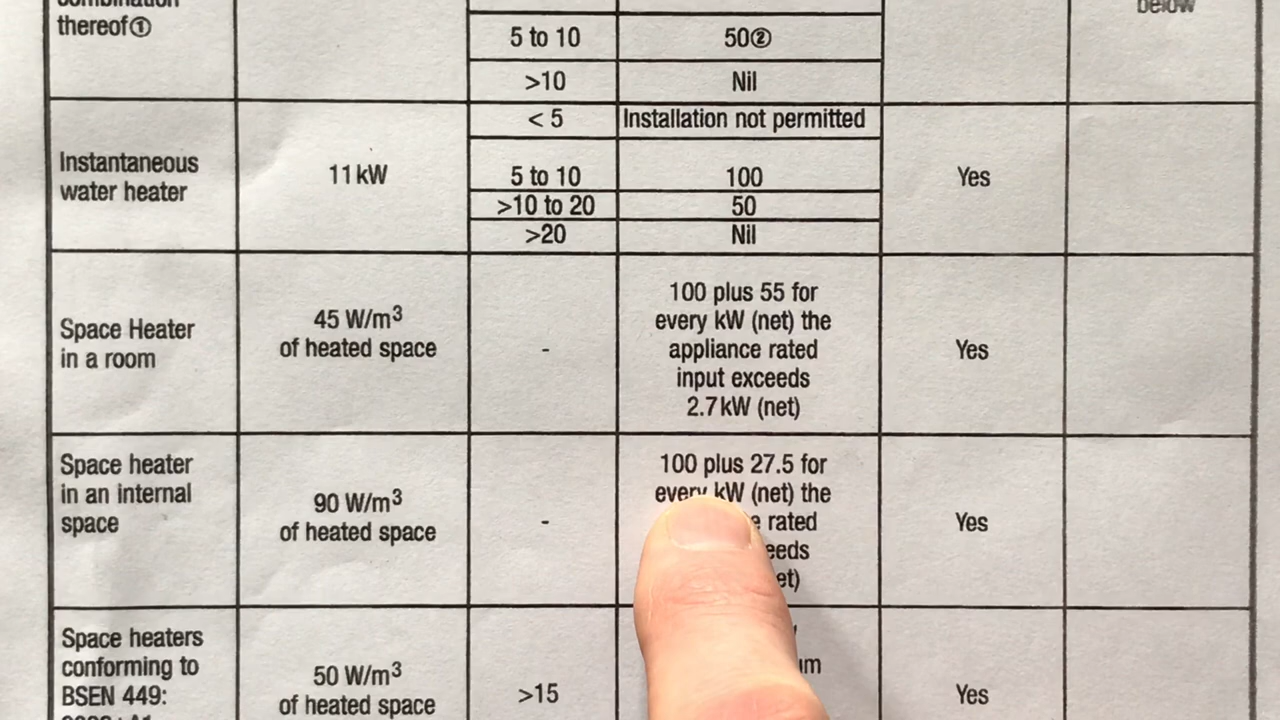 thereof①
below
5 to 10
50②
>10
Nil
Instantaneous
water heater
11 kW
< 5
Installation not permitted
5 to 10
100
>10 to 20
50
>20
Nil
Yes
Space Heater
in a room
45 W/m³
of heated space
-
100 plus 55 for
every kW (net) the
appliance rated
input exceeds
2.7 kW (net)
Yes
Space heater
in an internal
space
90 W/m³
of heated space
-
100 plus 27.5 for
every kW (net) the
rated
Yes
Space heaters
conforming to
BSEN 449:
50 W/m³
of heated space
>15
Yes